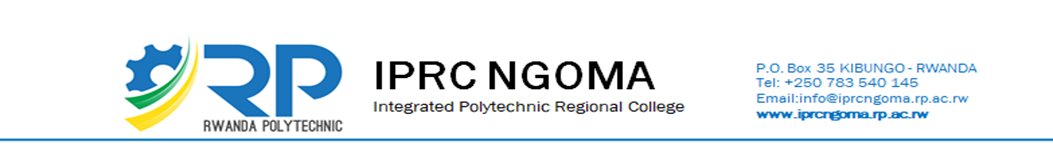 RP
RWANDA POLYTECHNIC
IPRC NGOMA
Integrated Polytechnic Regional College
P.O. Box 35 KIBUNGO - RWANDA
Tel: +250 783 540 145
Email:info@iprcngoma.rp.ac.rw
www.iprcngoma.rp.ac.rw